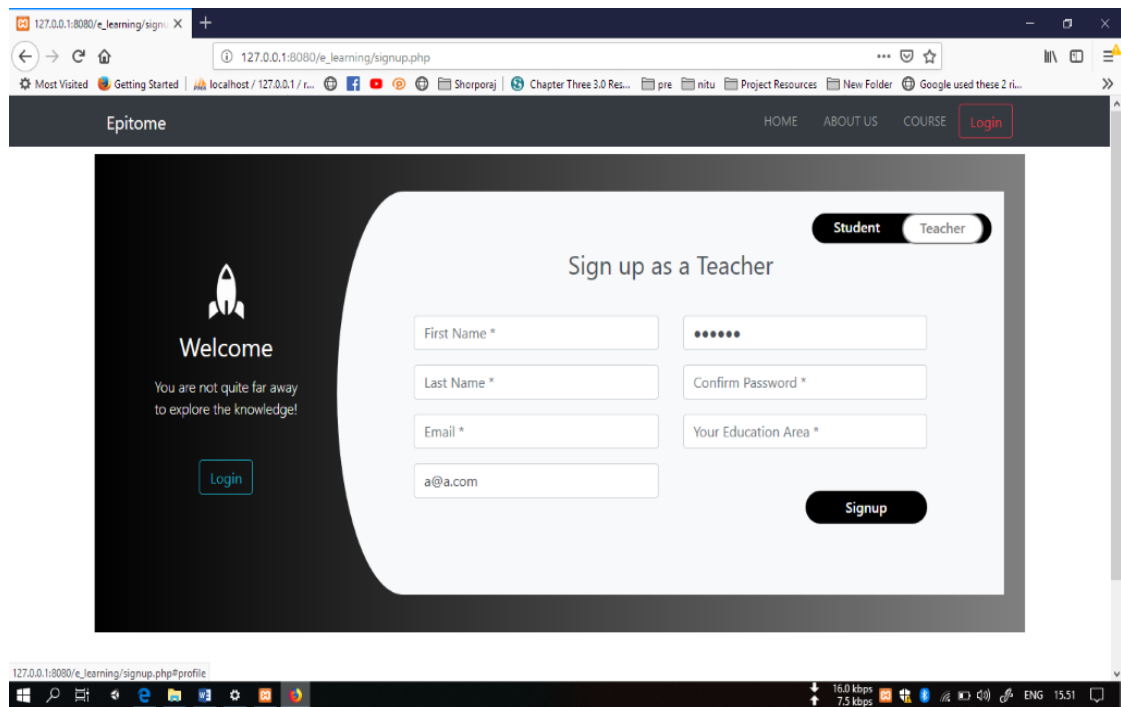 127.0.0.1:8080/e_learning/signu
127.0.0.1:8080/e_learning/signup.php
Most Visited Getting Started localhost / 127.0.0.1 / r... Shorporaj Chapter Three 3.0 Res... pre nitu Project Resources New Folder Google used these 2 ri...
Epitome HOME ABOUT US COURSE Login
Student Teacher
Sign up as a Teacher
Welcome
You are not quite far away
to explore the knowledge!
Login
First Name * ●●●●●●
Last Name * Confirm Password *
Email * Your Education Area *
a@a.com
Signup
127.0.0.1:8080/e_learning/signup.php#profile
16.0 kbps
7.5 kbps
ENG 15.51